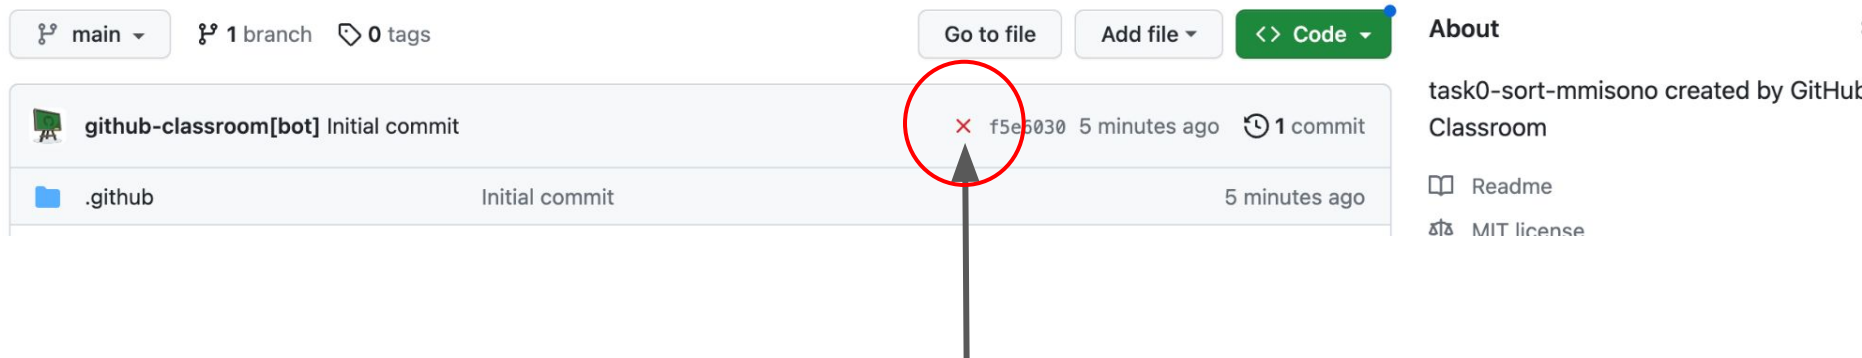 main 1 branch 0 tags Go to file Add file <> Code About
task0-sort-mmisono created by GitHub
Classroom
github-classroom[bot] Initial commit f5e6030 5 minutes ago 1 commit
Readme
.github Initial commit 5 minutes ago
MIT license